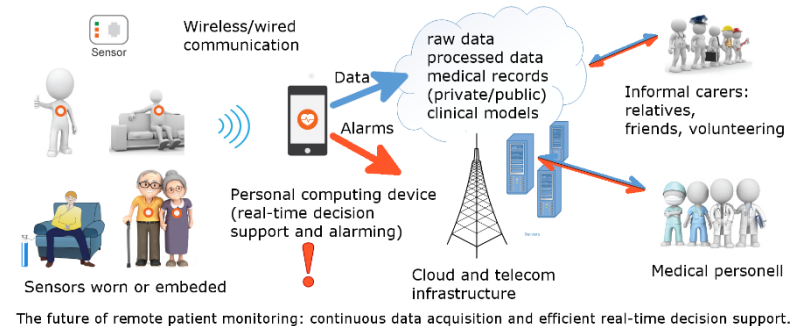 Sensor
Wireless/wired
communication
Sensors worn or embeded
Data
Alarms
Personal computing device
(real-time decision
support and alarming)
raw data
processed data
medical records
(private/public)
clinical models
Servers
Cloud and telecom
infrastructure
Informal carers:
relatives,
friends, volunteering
Medical personell
The future of remote patient monitoring: continuous data acquisition and efficient real-time decision support.